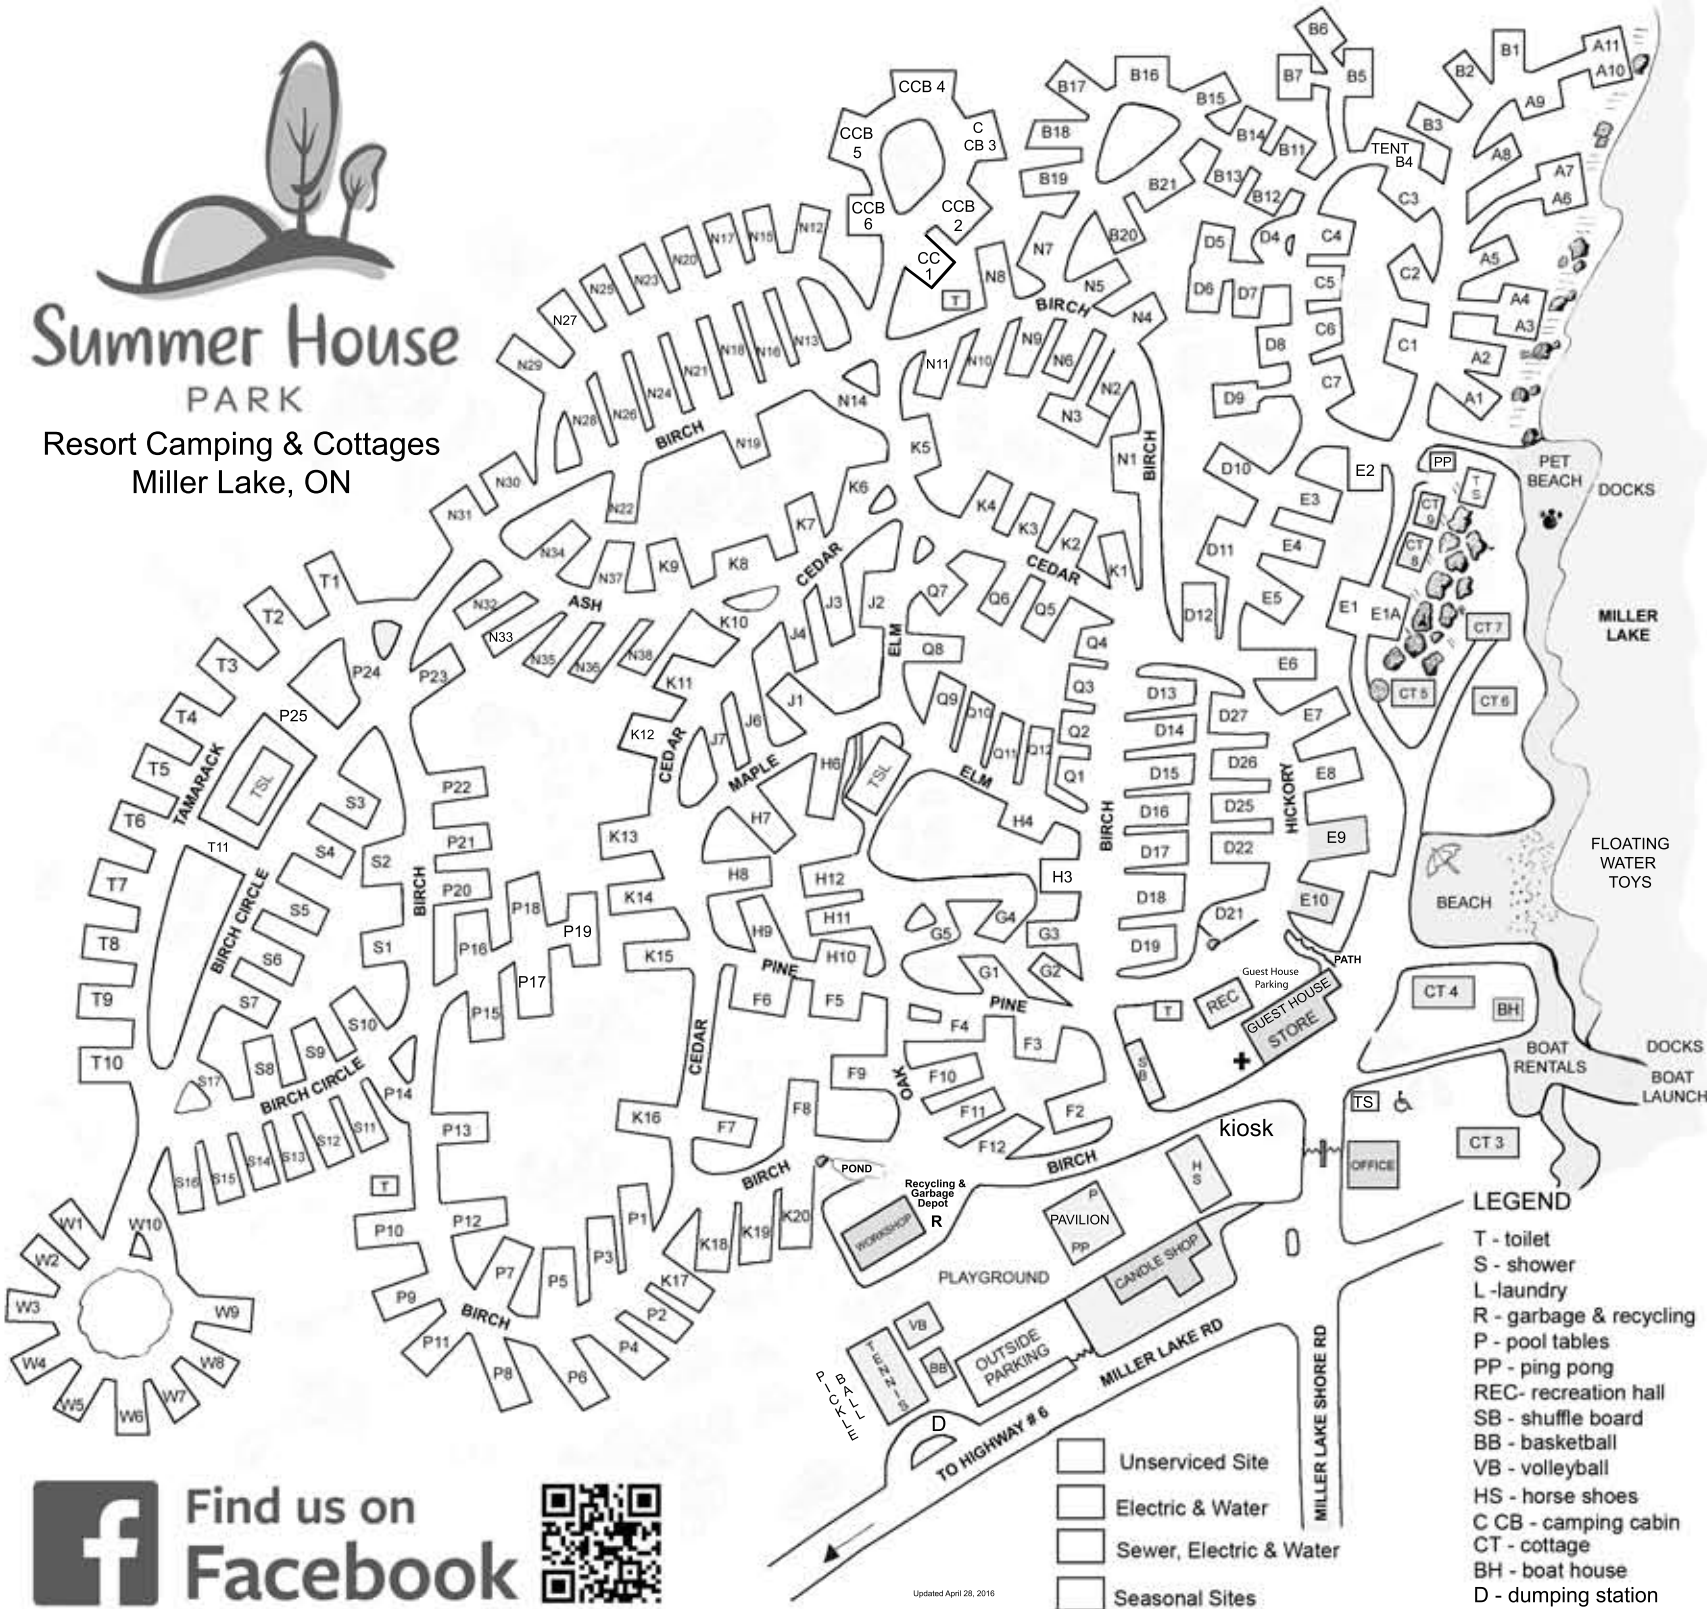 Summer House
PARK
Resort Camping & Cottages
Miller Lake, ON
B6
B7
B5
B1
B2
A11
A10
A9
B3
TENT
B4
A8
A7
A6
C3
A5
A4
A3
A2
A1
C4
C2
C5
C6
C1
C7
CCB 4
C
CB 3
CCB
5
CCB
6
CCB
2
CC
1
T
B17
B16
B15
B18
B14
B11
B19
B21
B13
B12
B20
D5
D4
D6
D7
D8
D9
D10
D11
D12
N7
N8
N5
BIRCH
N4
N9
N6
N10
N11
N2
N3
N1
BIRCH
N12
N15
N17
N20
N23
N25
N27
N29
N13
N16
N18
N21
N24
N26
N28
BIRCH
N14
N19
N22
N30
N31
N34
N37
N32
N33
N35
N36
N38
ASH
K5
K6
K7
K8
K9
K4
K3
K2
K1
CEDAR
CEDAR
K10
K11
K12
CEDAR
J3
J2
J4
J1
J6
J7
ELM
MAPLE
Q7
Q6
Q5
Q4
Q8
Q3
Q9
Q10
Q11
Q12
Q2
Q1
ELM
E2
E3
E4
E5
E1
E1A
E6
E7
E8
E9
E10
HICKORY
PP
T
S
CT
9
CT
8
CT 7
CT 5
CT 6
PET
BEACH
DOCKS
MILLER
LAKE
FLOATING
WATER
TOYS
BEACH
D13
D14
D15
D16
D17
D18
D19
D27
D26
D25
D22
D21
BIRCH
H6
TSL
H7
H8
H4
H3
H12
H11
H9
H10
PINE
G5
G4
G3
G1
G2
PINE
F6
F5
F4
F3
F9
F10
F11
F12
F2
F8
F7
OAK
CEDAR
T1
T2
T3
T4
T5
T6
T7
T8
T9
T10
T11
TAMARACK
TSL
P24
P25
P23
P22
P21
P20
P18
P19
P16
P17
P15
P14
P13
BIRCH
S3
S4
S2
S5
S6
S1
S7
S10
S9
S8
S17
BIRCH CIRCLE
BIRCH CIRCLE
S16
S15
S14
S13
S12
S11
T
K13
K14
K15
K16
K17
K18
K19
K20
BIRCH
POND
P12
P10
P9
P11
P8
P7
P5
P3
P1
P2
P4
P6
BIRCH
W1
W2
W3
W4
W5
W6
W7
W8
W9
W10
PATH
Guest House
Parking
REC
GUEST HOUSE
STORE
T
SB
CT 4
BH
BOAT
RENTALS
DOCKS
BOAT
LAUNCH
TS
OFFICE
CT 3
kiosk
BIRCH
HS
P
PAVILION
PP
Recycling &
Garbage
Depot
R
WORKSHOP
PLAYGROUND
CANDLE SHOP
VB
BB
TENNIS
PICKLE
BALL
OUTSIDE
PARKING
D
MILLER LAKE RD
TO HIGHWAY # 6
MILLER LAKE SHORE RD
LEGEND
T - toilet
S - shower
L -laundry
R - garbage & recycling
P - pool tables
PP - ping pong
REC- recreation hall
SB - shuffle board
BB - basketball
VB - volleyball
HS - horse shoes
C CB - camping cabin
CT - cottage
BH - boat house
D - dumping station
Unserviced Site
Electric & Water
Sewer, Electric & Water
Seasonal Sites
Find us on
Facebook
Updated April 28, 2016